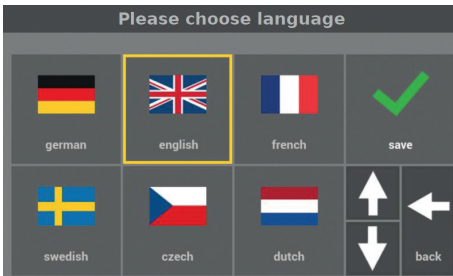 Please choose language
german english french save
swedish czech dutch back